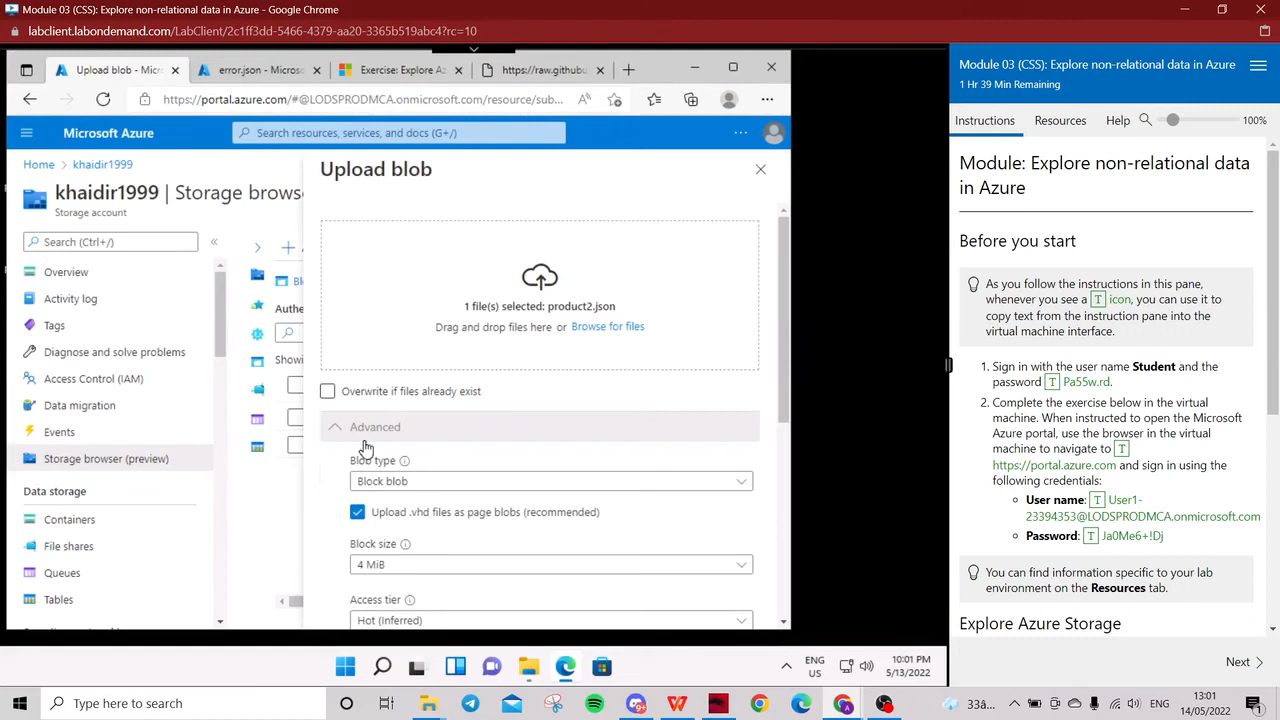 Module 03 (CSS): Explore non-relational data in Azure - Google Chrome
labclient.labondemand.com/LabClient/2c1ff3dd-5466-4379-aa20-3365b519abc4?rc=10
Upload blob - Micr
error.json - Microso
Exercise: Explore Az
https://raw.githubu
https://portal.azure.com/#@LODSPRODMCA.onmicrosoft.com/resource/sub...
Microsoft Azure
Search resources, services, and docs (G+/)
Home > khaidir1999
khaidir1999 | Storage browse
Storage account
Search (Ctrl+/)
Overview
Activity log
Tags
Diagnose and solve problems
Access Control (IAM)
Data migration
Events
Storage browser (preview)
Data storage
Containers
File shares
Queues
Tables
Authe
Showi
Upload blob
1 file(s) selected: product2.json
Drag and drop files here or Browse for files
Overwrite if files already exist
Advanced
Blob type
Block blob
Upload .vhd files as page blobs (recommended)
Block size
4 MiB
Access tier
Hot (Inferred)
ENG
US
10:01 PM
5/13/2022
Module 03 (CSS): Explore non-relational data in Azure
1 Hr 39 Min Remaining
Instructions Resources Help 100%
Module: Explore non-relational data
in Azure
Before you start
As you follow the instructions in this pane,
whenever you see a T icon, you can use it to
copy text from the instruction pane into the
virtual machine interface.
1. Sign in with the user name Student and the
password T Pa55w.rd.
2. Complete the exercise below in the virtual
machine. When instructed to open the Microsoft
Azure portal, use the browser in the virtual
machine to navigate to T
https://portal.azure.com and sign in using the
following credentials:
User name: T User1-
23394353@LODSPRODMCA.onmicrosoft.com
Password: T Ja0Me6+!Dj
You can find information specific to your lab
environment on the Resources tab.
Explore Azure Storage
Next
Type here to search
33â...
ENG
13:01
14/05/2022